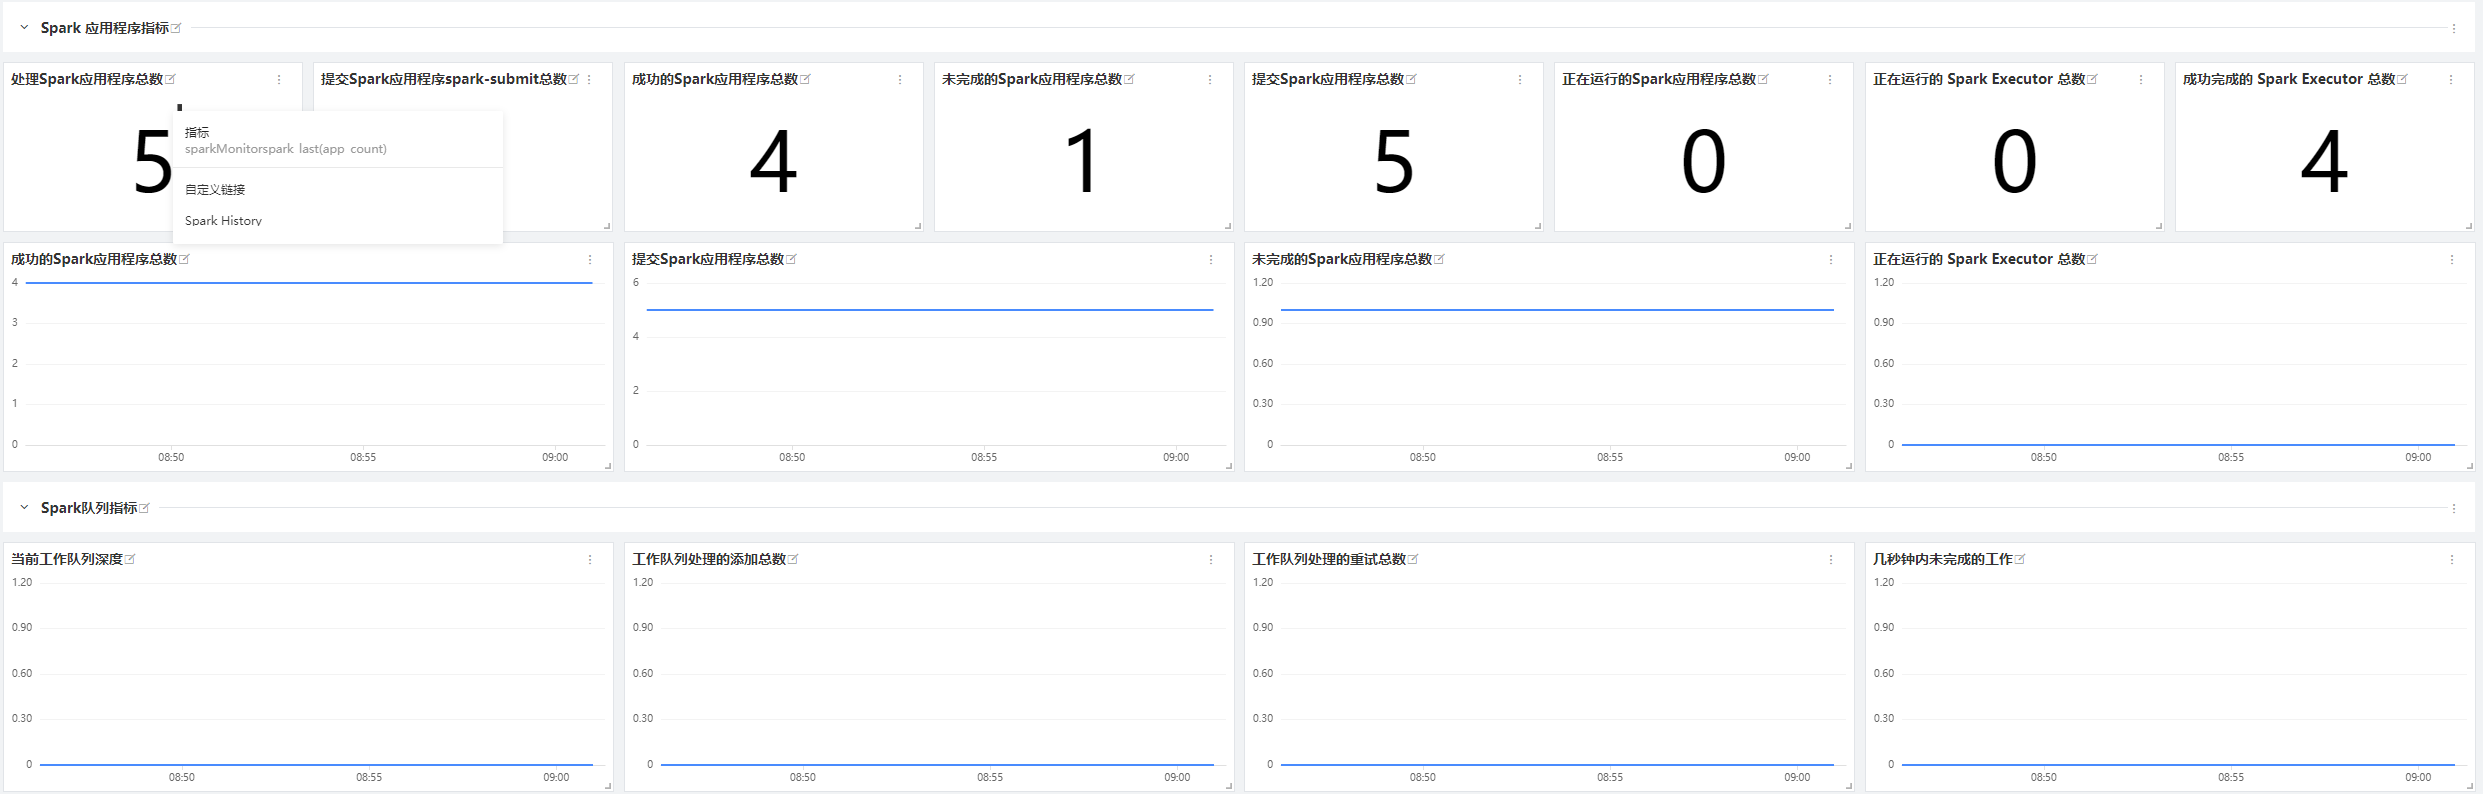 Spark 应用程序指标
处理Spark应用程序总数
5
指标
sparkMonitorspark last(app count)
自定义链接
Spark History
提交Spark应用程序spark-submit总数
成功的Spark应用程序总数
4
未完成的Spark应用程序总数
1
提交Spark应用程序总数
5
正在运行的Spark应用程序总数
0
正在运行的 Spark Executor 总数
0
成功完成的 Spark Executor 总数
4
成功的Spark应用程序总数
4
3
2
1
0
08:50 08:55 09:00
提交Spark应用程序总数
6
4
2
0
08:50 08:55 09:00
未完成的Spark应用程序总数
1.20
0.90
0.60
0.30
0
08:50 08:55 09:00
正在运行的 Spark Executor 总数
1.20
0.90
0.60
0.30
0
08:50 08:55 09:00
Spark队列指标
当前工作队列深度
1.20
0.90
0.60
0.30
0
08:50 08:55 09:00
工作队列处理的添加总数
1.20
0.90
0.60
0.30
0
08:50 08:55 09:00
工作队列处理的重试总数
1.20
0.90
0.60
0.30
0
08:50 08:55 09:00
几秒钟内未完成的工作
1.20
0.90
0.60
0.30
0
08:50 08:55 09:00